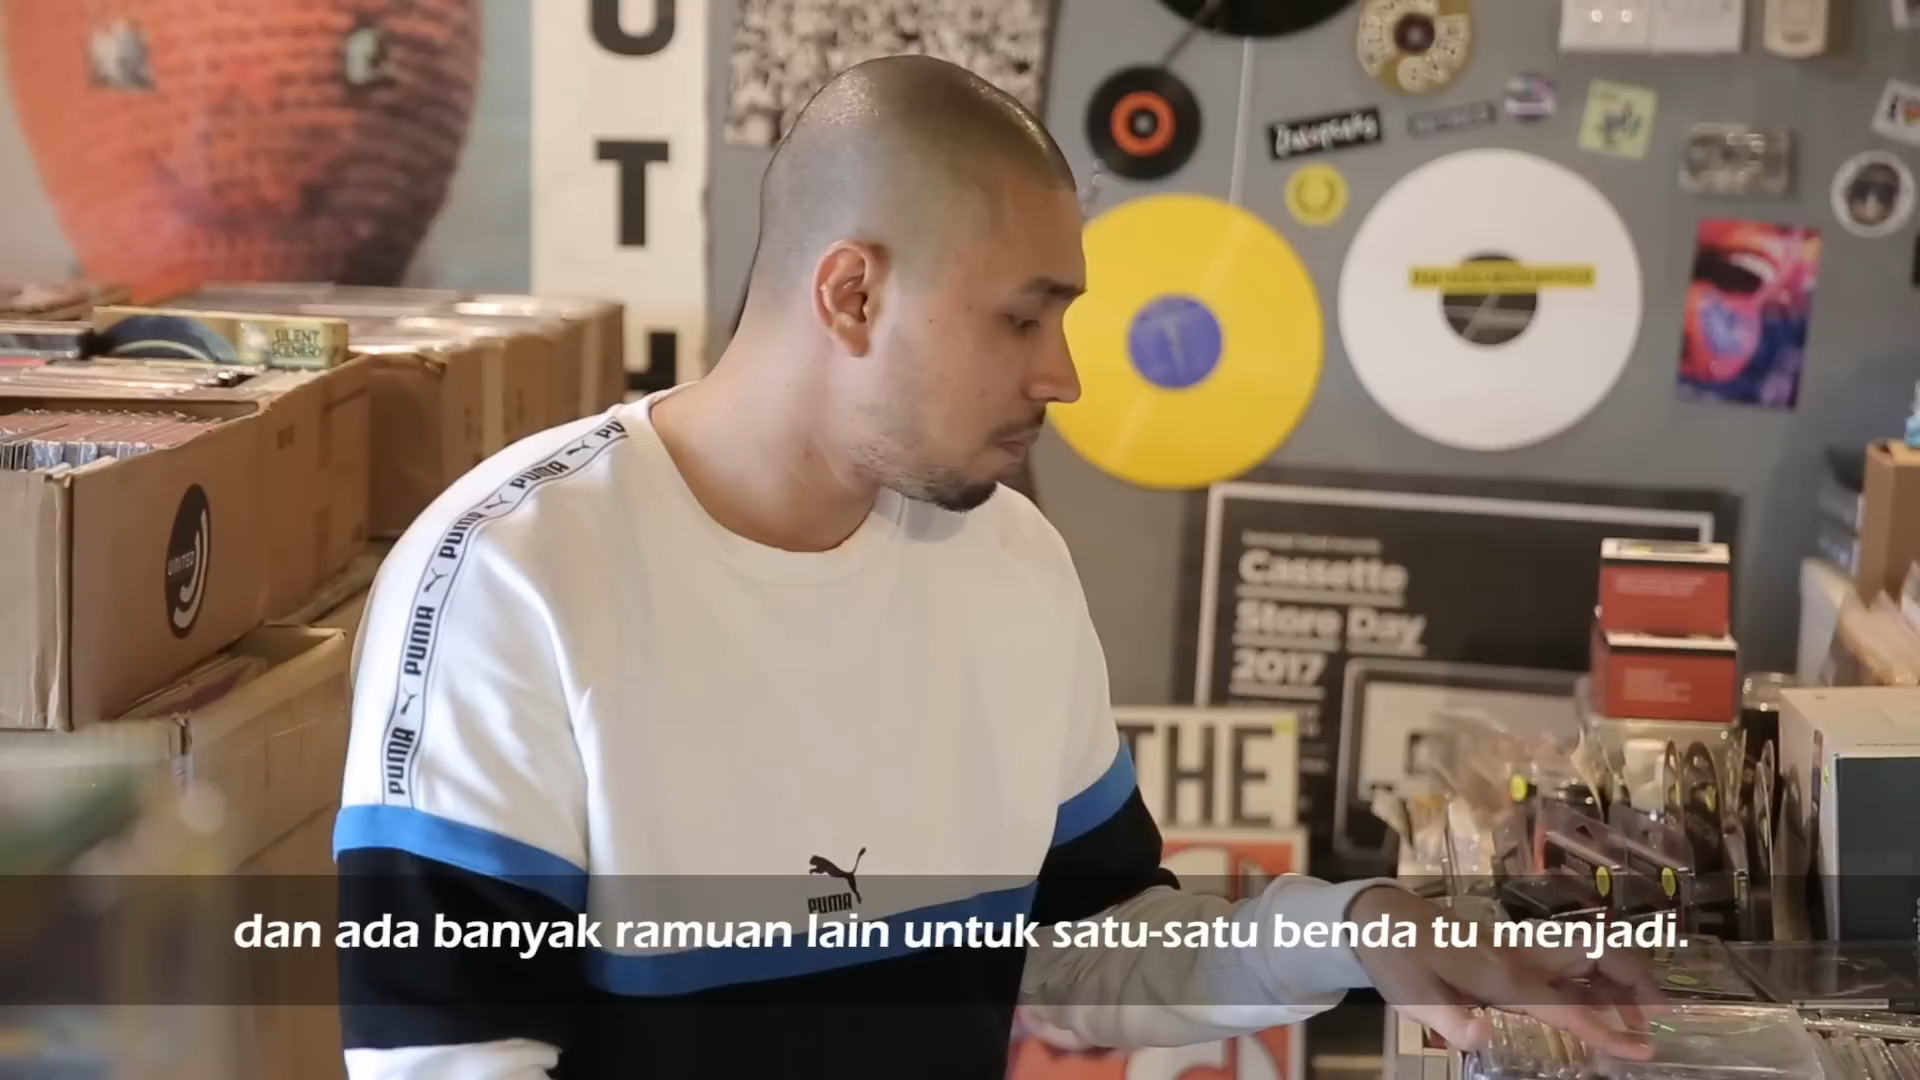 U
T
H
SILENT
SCENERY
UNITED
PUMA
PUMA
PUMA
PUMA
PUMA
PUMA
Cassette
Store Day
2017
THE
dan ada banyak ramuan lain untuk satu-satu benda tu menjadi.